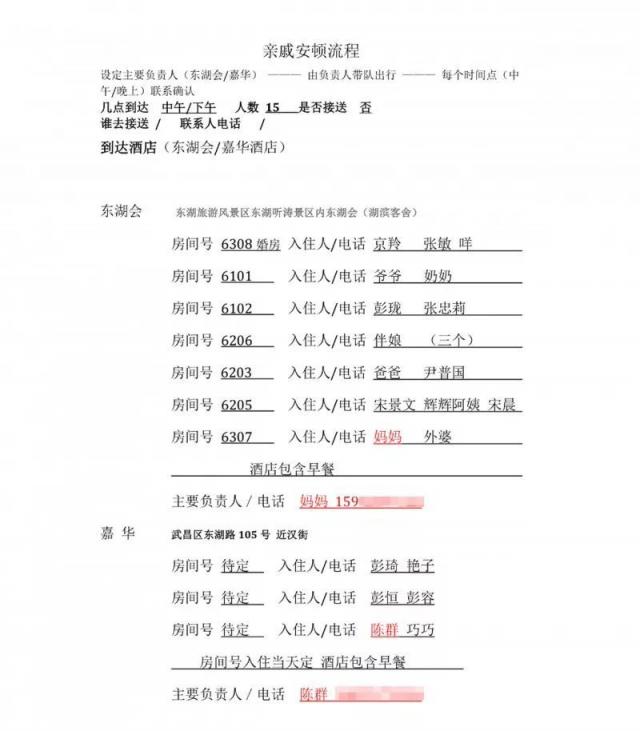 亲戚安顿流程
设定主要负责人（东湖会/嘉华） ——— 由负责人带队出行 ——— 每个时间点（中
午/晚上）联系确认
几点到达 中午/下午 人数 15 是否接送 否
谁去接送 / 联系人电话 /
到达酒店（东湖会/嘉华酒店）
东湖会 东湖旅游风景区东湖听涛景区内东湖会（湖滨客舍）
房间号 6308 婚房 入住人/电话 京羚 张敏 咩
房间号 6101 入住人/电话 爷爷 奶奶
房间号 6102 入住人/电话 彭珑 张忠莉
房间号 6206 入住人/电话 伴娘 （三个）
房间号 6203 入住人/电话 爸爸 尹普国
房间号 6205 入住人/电话 宋景文 辉辉阿姨 宋晨
房间号 6307 入住人/电话 妈妈 外婆
酒店包含早餐
主要负责人/电话 妈妈 159
嘉 华 武昌区东湖路 105 号 近汉街
房间号 待定 入住人/电话 彭琦 艳子
房间号 待定 入住人/电话 彭恒 彭容
房间号 待定 入住人/电话 陈群 巧巧
房间号入住当天定 酒店包含早餐
主要负责人/电话 陈群